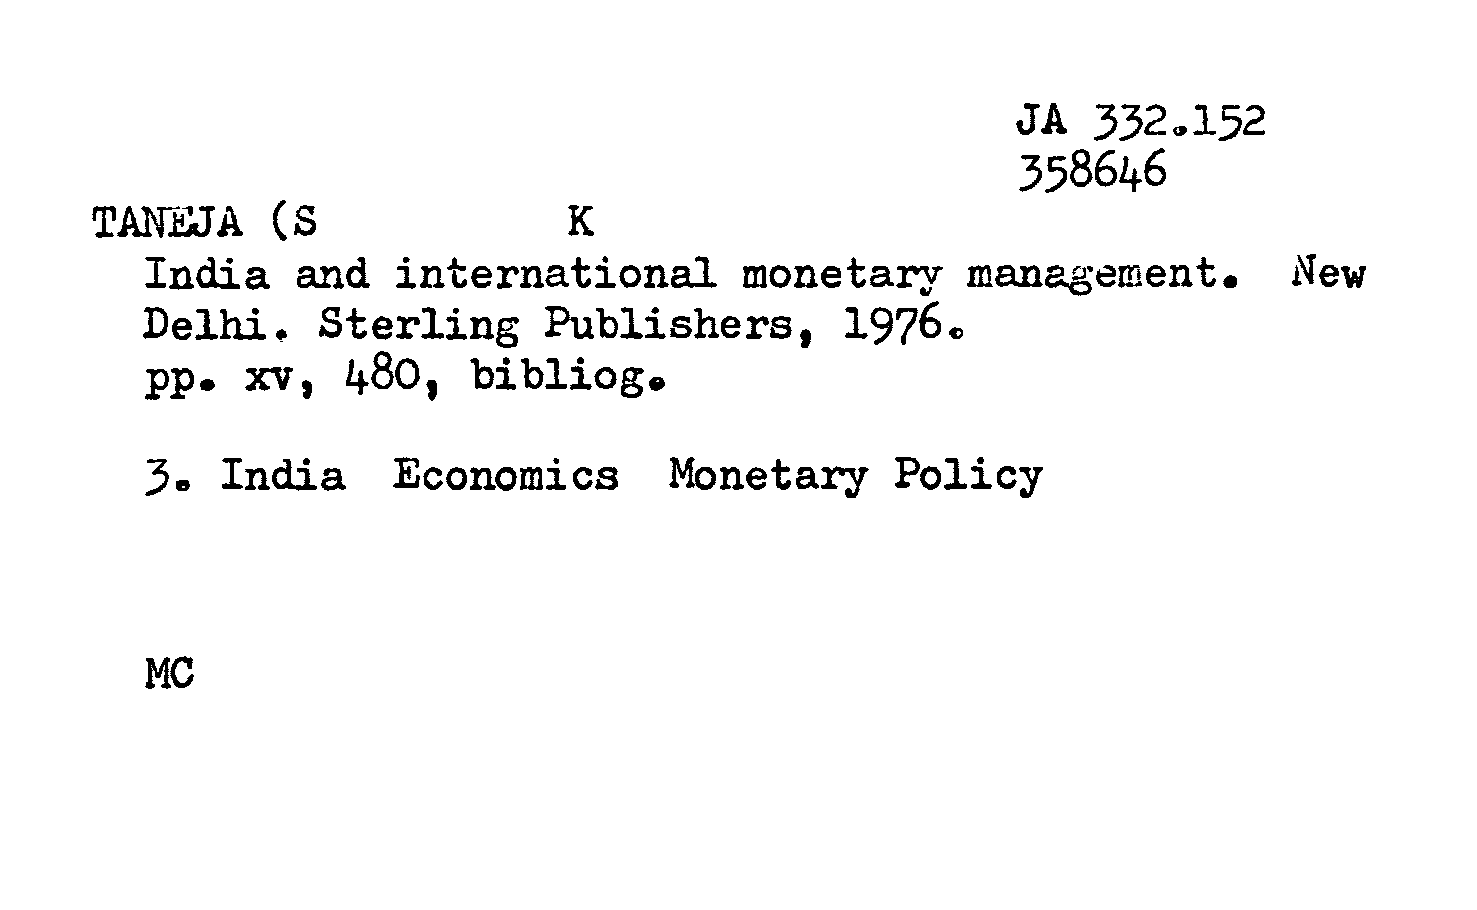 JA 332.152
358646
TANEJA (S K
India and international monetary management. New
Delhi. Sterling Publishers, 1976.
pp. xv, 480, bibliog.
3. India Economics Monetary Policy
MC